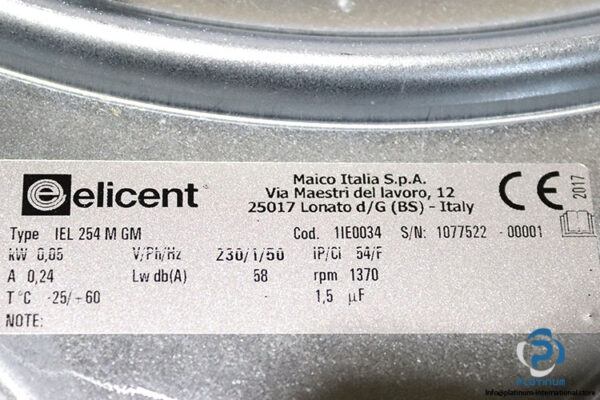 elicent
Maico Italia S.p.A.
Via Maestri del lavoro, 12
25017 Lonato d/G (BS) - Italy
CE
2017
Type IEL 254 M GM Cod. 1IE0034 S/N: 1077522 - 00001
kW 0,05 V/Ph/Hz 230/1/50 IP/Cl 54/F
A 0,24 Lw db(A) 58 rpm 1370
T °C -25/+60 1,5 µF
NOTE:
PLATINUM
info@platinum-international.store